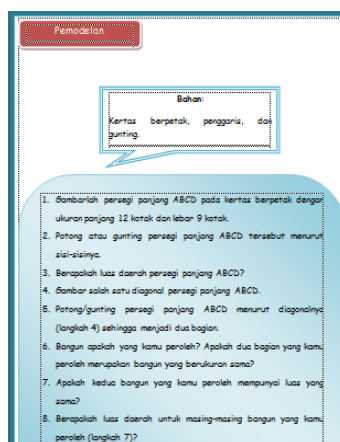 Pemodelan
Bahan:
Kertas berpetak, penggaris, dan
gunting.
1. Gambarlah persegi panjang ABCD pada kertas berpetak dengan
ukuran panjang 12 kotak dan lebar 9 kotak.
2. Potong atau gunting persegi panjang ABCD tersebut menurut
sisi-sisinya.
3. Berapakah luas daerah persegi panjang ABCD?
4. Gambar salah satu diagonal persegi panjang ABCD.
5. Potong/gunting persegi panjang ABCD menurut diagonalnya
(langkah 4) sehingga menjadi dua bagian.
6. Bangun apakah yang kamu peroleh? Apakah dua bagian yang kamu
peroleh merupakan bangun yang berukuran sama?
7. Apakah kedua bangun yang kamu peroleh mempunyai luas yang
sama?
8. Berapakah luas daerah untuk masing-masing bangun yang kamu
peroleh (langkah 7)?